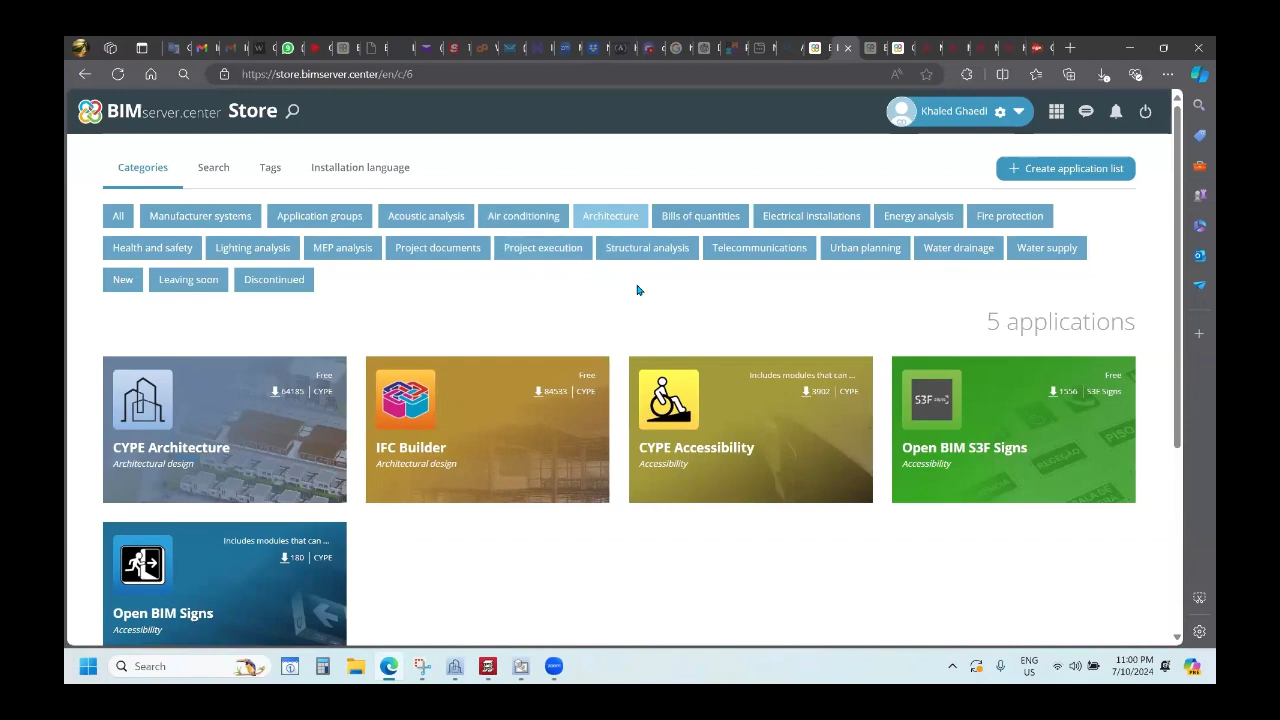 https://store.bimserver.center/en/c/6
BIMserver.center Store
Khaled Ghaedi
Categories Search Tags Installation language
+ Create application list
All Manufacturer systems Application groups Acoustic analysis Air conditioning Architecture Bills of quantities Electrical installations Energy analysis Fire protection
Health and safety Lighting analysis MEP analysis Project documents Project execution Structural analysis Telecommunications Urban planning Water drainage Water supply
New Leaving soon Discontinued
5 applications
Free
64185 | CYPE
CYPE Architecture
Architectural design
Free
84533 | CYPE
IFC Builder
Architectural design
Includes modules that can ...
3902 | CYPE
CYPE Accessibility
Accessibility
Free
1556 | S3F Signs
S3F
Open BIM S3F Signs
Accessibility
Includes modules that can ...
180 | CYPE
Open BIM Signs
Accessibility
Search
ENG
US
11:00 PM
7/10/2024